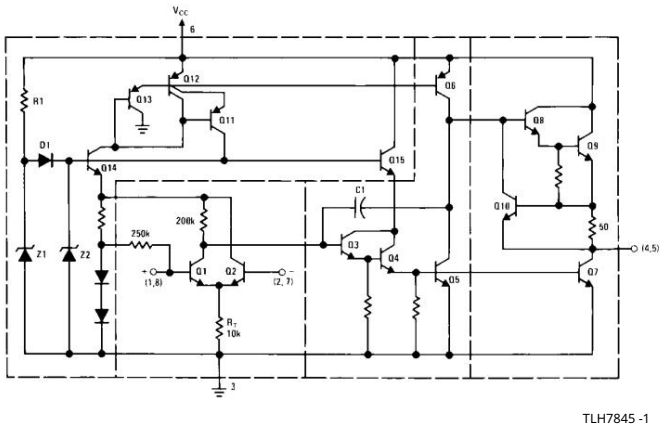 VCC
6
Q12
Q13
Q6
R1
Q11
Q8
Q9
D1
Q14
Q15
C1
200k
Q10
50
250k
Q3
Z1
Z2
+
(1,8)
Q1
Q2
−
(2, 7)
Q4
Q5
Q7
(4,5)
RT
10k
3
TLH7845 -1